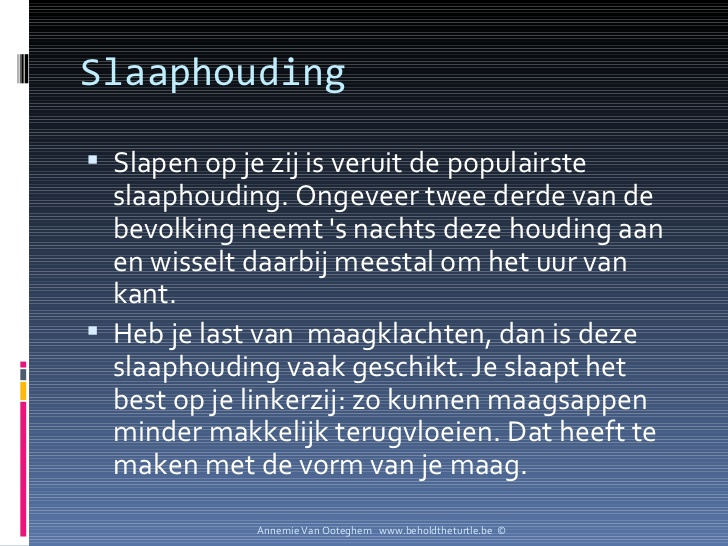 Slaaphouding
Slapen op je zij is veruit de populairste
slaaphouding. Ongeveer twee derde van de
bevolking neemt 's nachts deze houding aan
en wisselt daarbij meestal om het uur van
kant.
Heb je last van  maagklachten, dan is deze
slaaphouding vaak geschikt. Je slaapt het
best op je linkerzij: zo kunnen maagsappen
minder makkelijk terugvloeien. Dat heeft te
maken met de vorm van je maag.
Annemie Van Ooteghem  www.beholdtheturtle.be ©